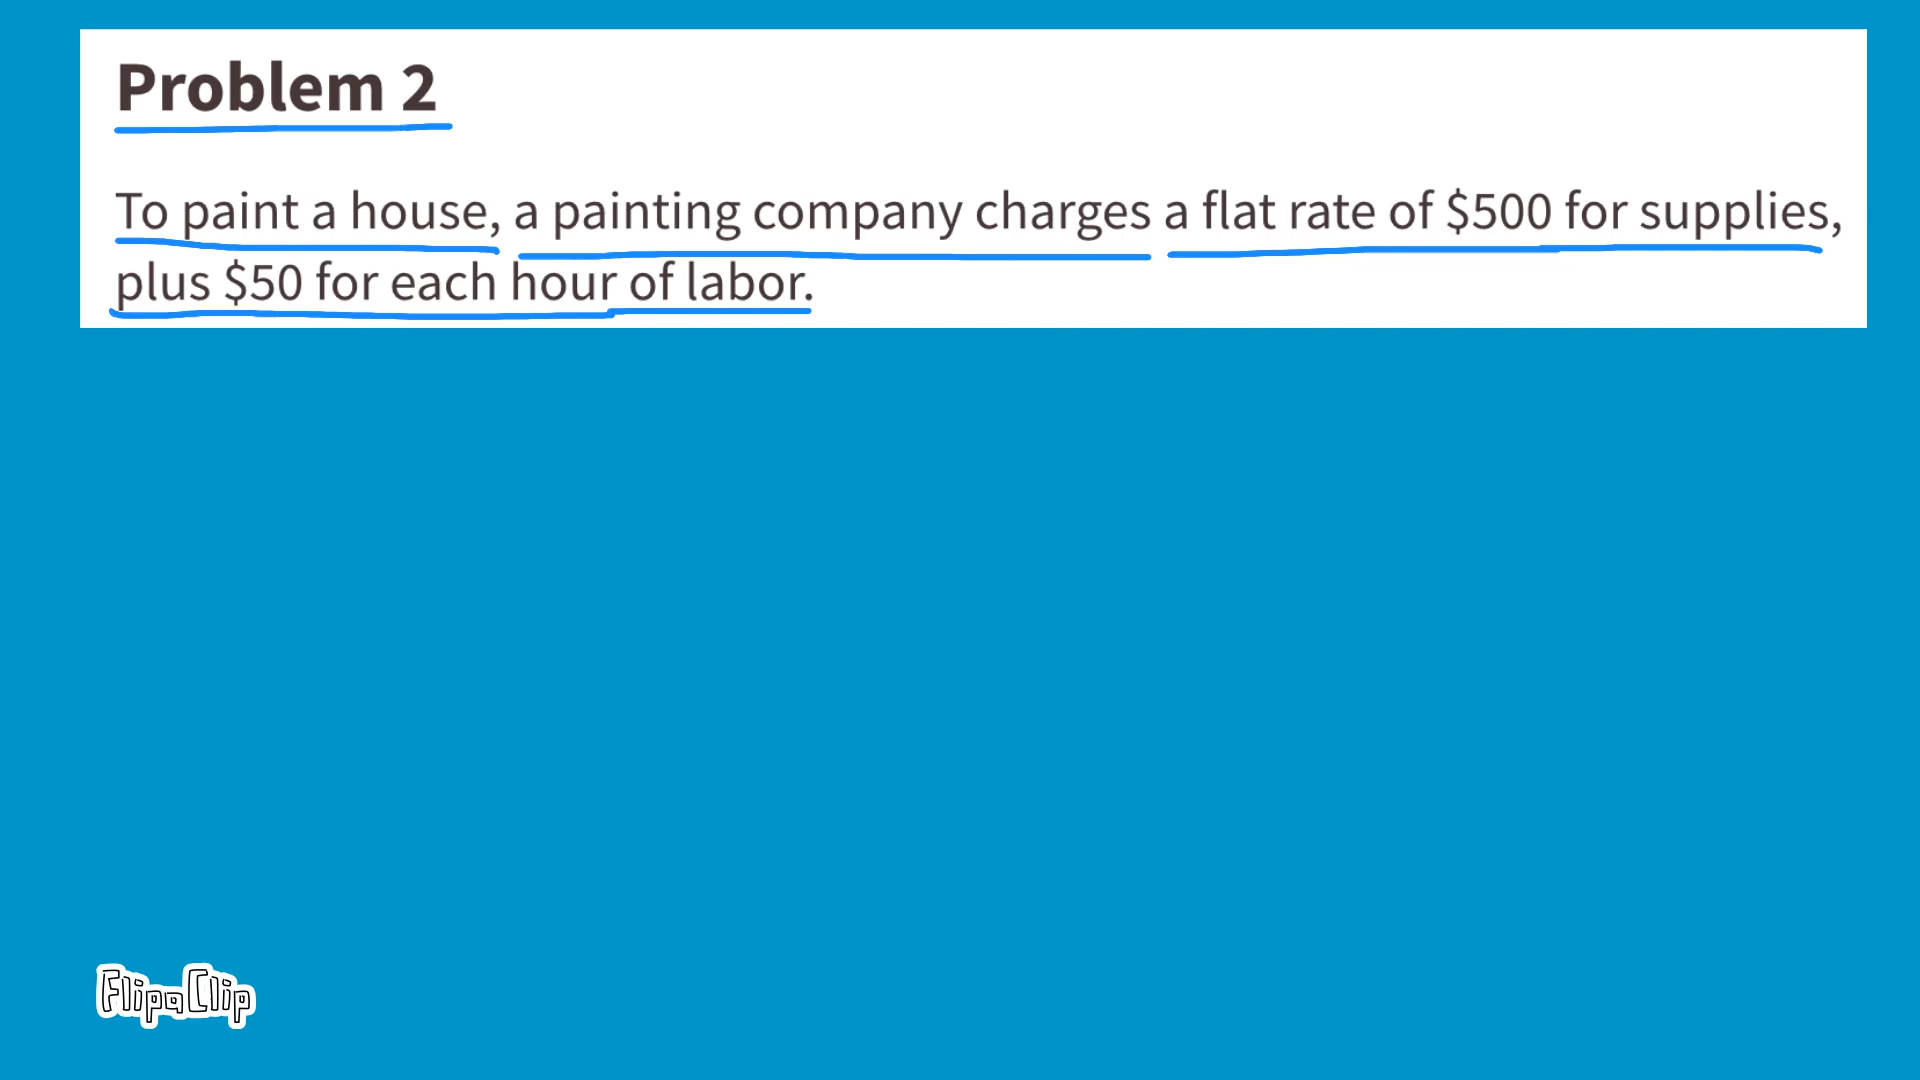 Problem 2
To paint a house, a painting company charges a flat rate of $500 for supplies,
plus $50 for each hour of labor.
FlipaClip